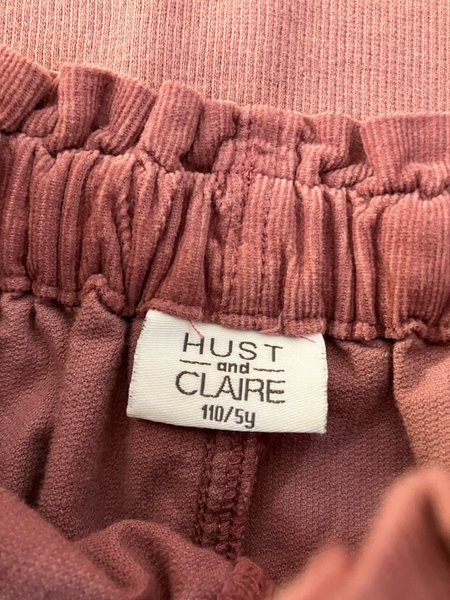 HUST
and
CLAIRE
110/5y